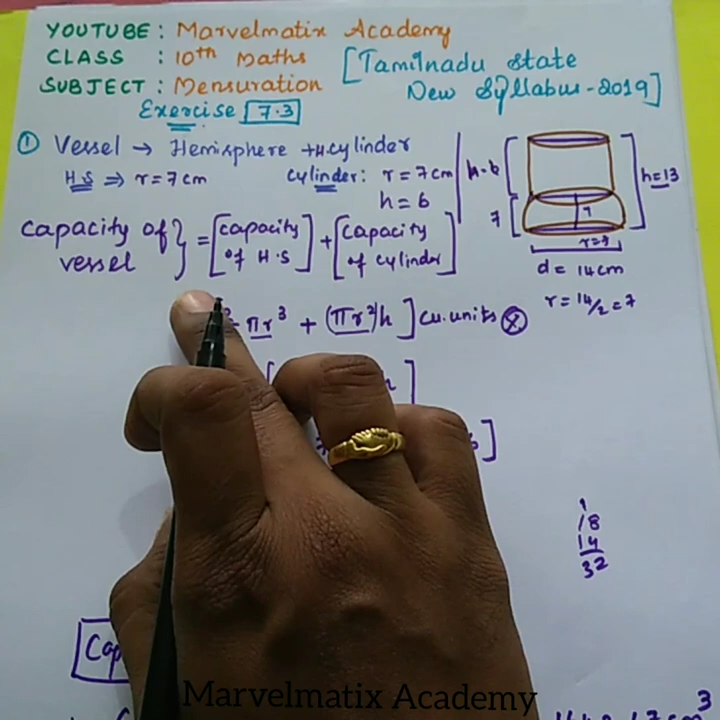 YOUTUBE : Marvelmatix Academy
CLASS : 10th Maths
[Tamilnadu State
New Syllabus - 2019]
SUBJECT : Mensuration
Exercise 7.3
① Vessel → Hemisphere + cylinder
H.S ⇒ r = 7 cm
cylinder: r = 7 cm
h = 6
h = 6
7
h = 13
r = 7
d = 14 cm
r = 14/2 = 7
Capacity of vessel } = [capacity of H.S] + [capacity of cylinder]
πr³ + (πr²)h ] cu.units
h ]
6 ]
18
14
32
Marvelmatix Academy